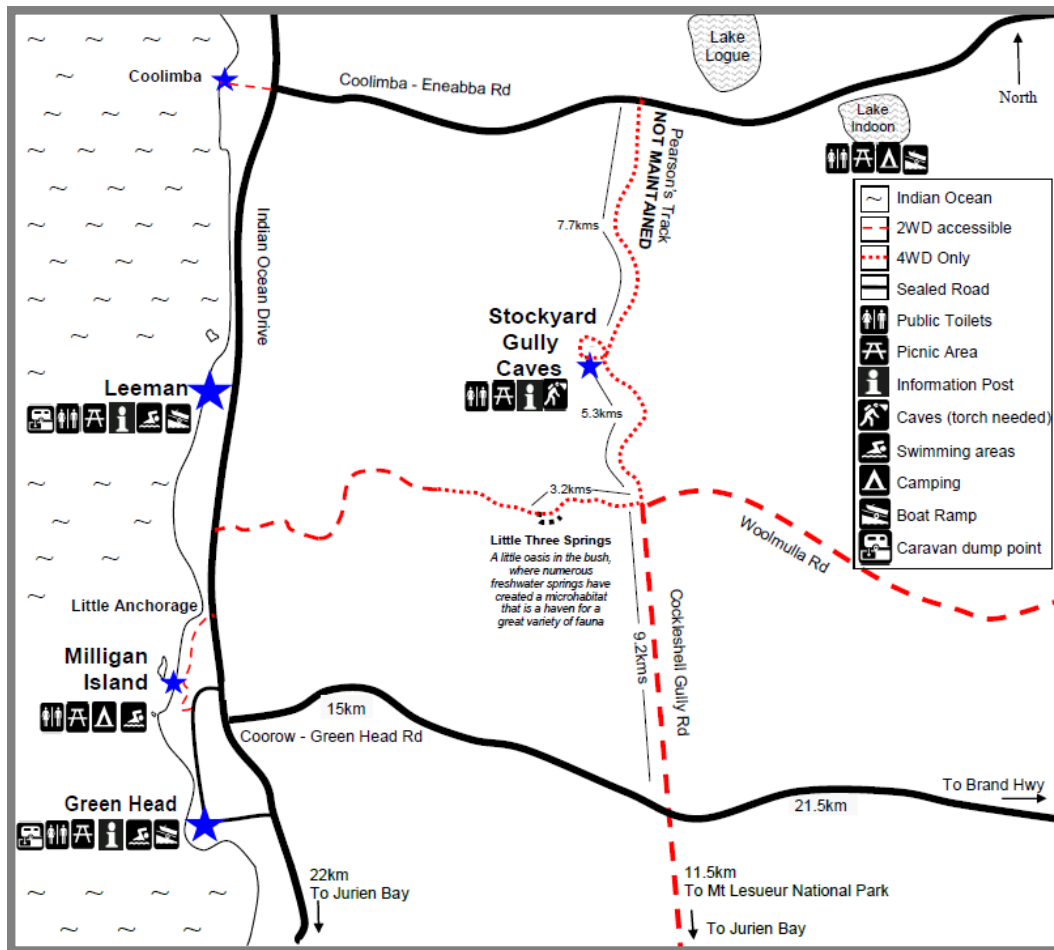 Coolimba
Coolimba - Eneabba Rd
Lake
Logue
North
Lake
Indoon
Pearson's Track
NOT MAINTAINED
7.7kms
Indian Ocean Drive
Indian Ocean
2WD accessible
4WD Only
Sealed Road
Public Toilets
Picnic Area
Information Post
Caves (torch needed)
Swimming areas
Camping
Boat Ramp
Caravan dump point
Stockyard
Gully
Caves
Leeman
5.3kms
3.2kms
Little Three Springs
A little oasis in the bush,
where numerous
freshwater springs have
created a microhabitat
that is a haven for a
great variety of fauna
Woolmulla Rd
Little Anchorage
Cockleshell Gully Rd
9.2kms
Milligan
Island
15km
Coorow - Green Head Rd
Green Head
To Brand Hwy
21.5km
22km
To Jurien Bay
11.5km
To Mt Lesueur National Park
To Jurien Bay